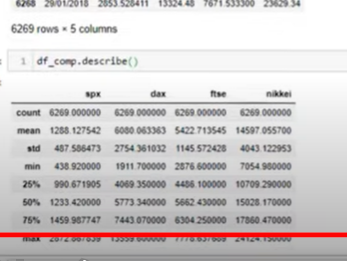 6268 29/01/2018 2853.528411 13324.48 7671.533300 23629.34
6269 rows × 5 columns
1 df_comp.describe()
spx dax ftse nikkei
count 6269.000000 6269.000000 6269.000000 6269.000000
mean 1288.127542 6080.063363 5422.713545 14597.055700
std 487.586473 2754.361032 1145.572428 4043.122953
min 438.920000 1911.700000 2876.600000 7054.980000
25% 990.671905 4069.350000 4486.100000 10709.290000
50% 1233.420000 5773.340000 5662.430000 15028.170000
75% 1459.987747 7443.070000 6304.250000 17860.470000
max